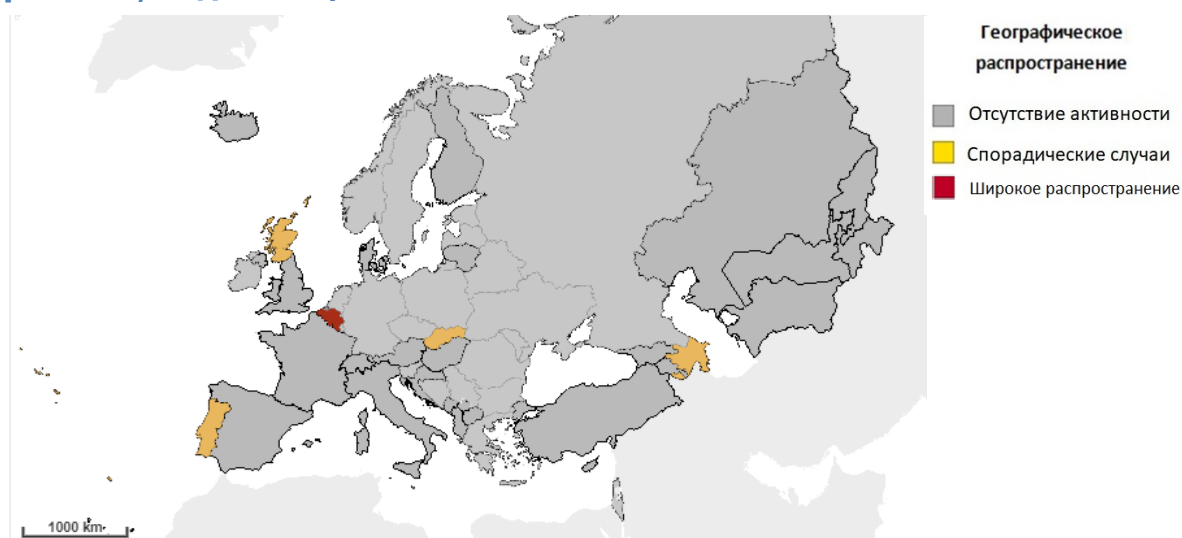 Географическое
распространение
Отсутствие активности
Спорадические случаи
Широкое распространение
1000 km